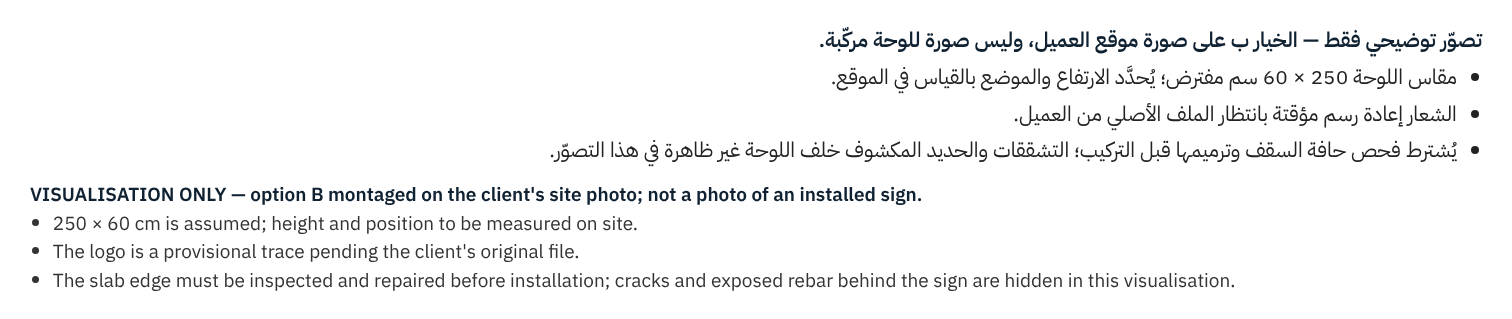 تصوّر توضيحي فقط — الخيار ب على صورة موقع العميل، وليس صورة للوحة مركّبة.
• مقاس اللوحة 250 × 60 سم مفترض؛ يُحدَّد الارتفاع والموضع بالقياس في الموقع.
• الشعار إعادة رسم مؤقتة بانتظار الملف الأصلي من العميل.
• يُشترط فحص حافة السقف وترميمها قبل التركيب؛ التشققات والحديد المكشوف خلف اللوحة غير ظاهرة في هذا التصوّر.
VISUALISATION ONLY — option B montaged on the client's site photo; not a photo of an installed sign.
• 250 × 60 cm is assumed; height and position to be measured on site.
• The logo is a provisional trace pending the client's original file.
• The slab edge must be inspected and repaired before installation; cracks and exposed rebar behind the sign are hidden in this visualisation.